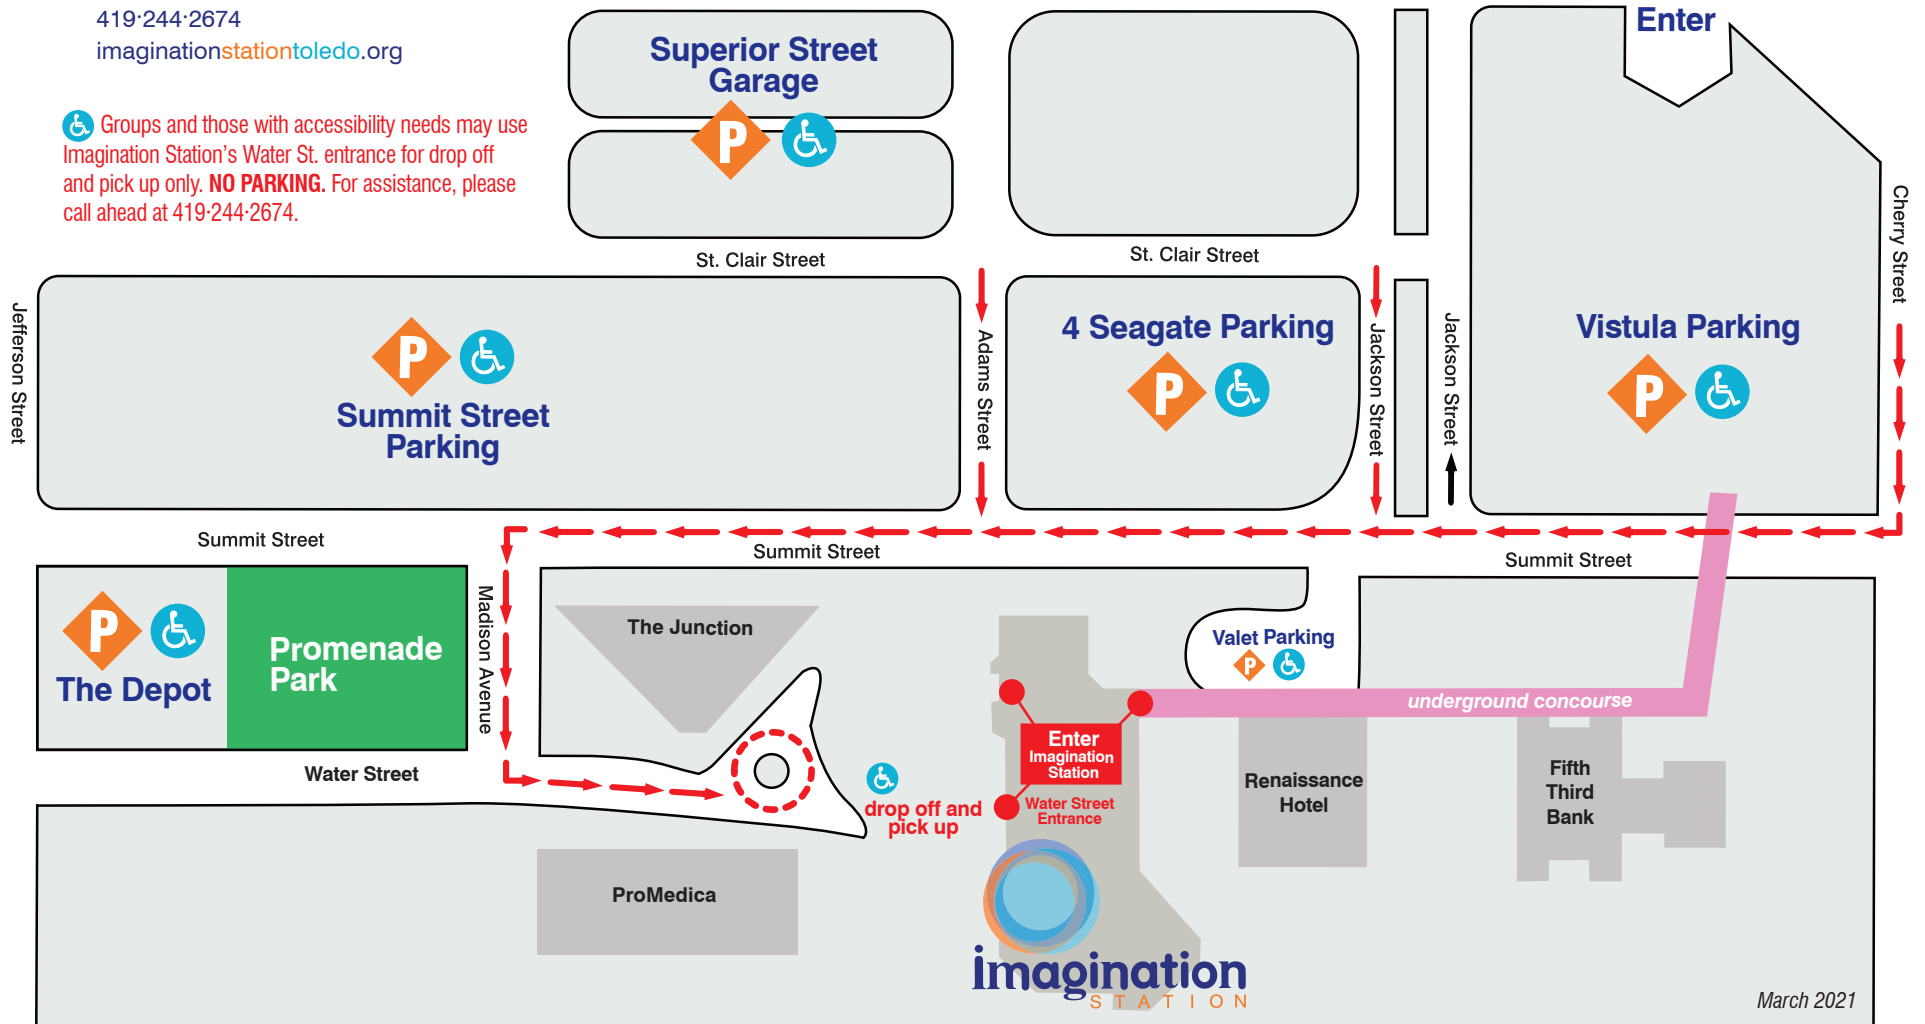 419·244·2674
imaginationstationtoledo.org
Groups and those with accessibility needs may use
Imagination Station's Water St. entrance for drop off
and pick up only. NO PARKING. For assistance, please
call ahead at 419·244·2674.
Superior Street
Garage
P
Enter
St. Clair Street
St. Clair Street
Cherry Street
Jefferson Street
P
Summit Street
Parking
Adams Street
4 Seagate Parking
P
Jackson Street
Jackson Street
Vistula Parking
P
Summit Street
Summit Street
Summit Street
P
The Depot
Promenade
Park
Madison Avenue
The Junction
Valet Parking
P
underground concourse
Enter
Imagination
Station
Water Street
Entrance
Water Street
drop off and
pick up
Renaissance
Hotel
Fifth
Third
Bank
ProMedica
imagination
STATION
March 2021